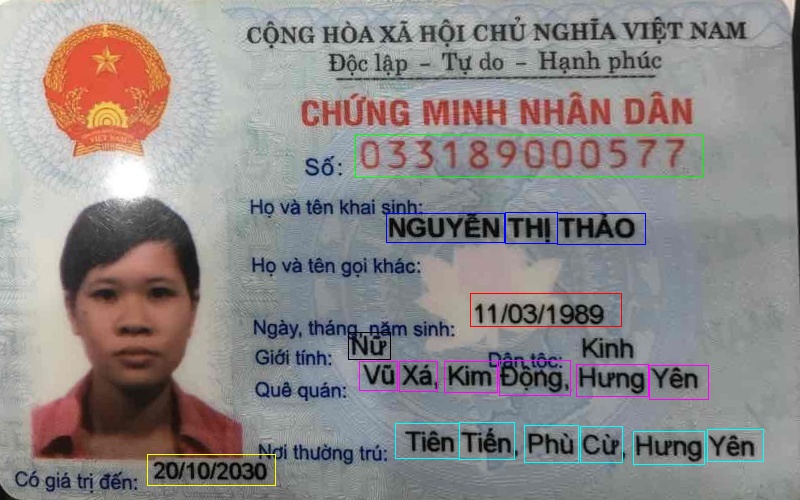 CỘNG HÒA XÃ HỘI CHỦ NGHĨA VIỆT NAM
Độc lập - Tự do - Hạnh phúc
CHỨNG MINH NHÂN DÂN
Số: 033189000577
Họ và tên khai sinh:
NGUYỄN THỊ THẢO
Họ và tên gọi khác:
Ngày, tháng, năm sinh: 11/03/1989
Giới tính: Nữ Dân tộc: Kinh
Quê quán: Vũ Xá, Kim Động, Hưng Yên
Nơi thường trú: Tiên Tiến, Phù Cừ, Hưng Yên
Có giá trị đến: 20/10/2030